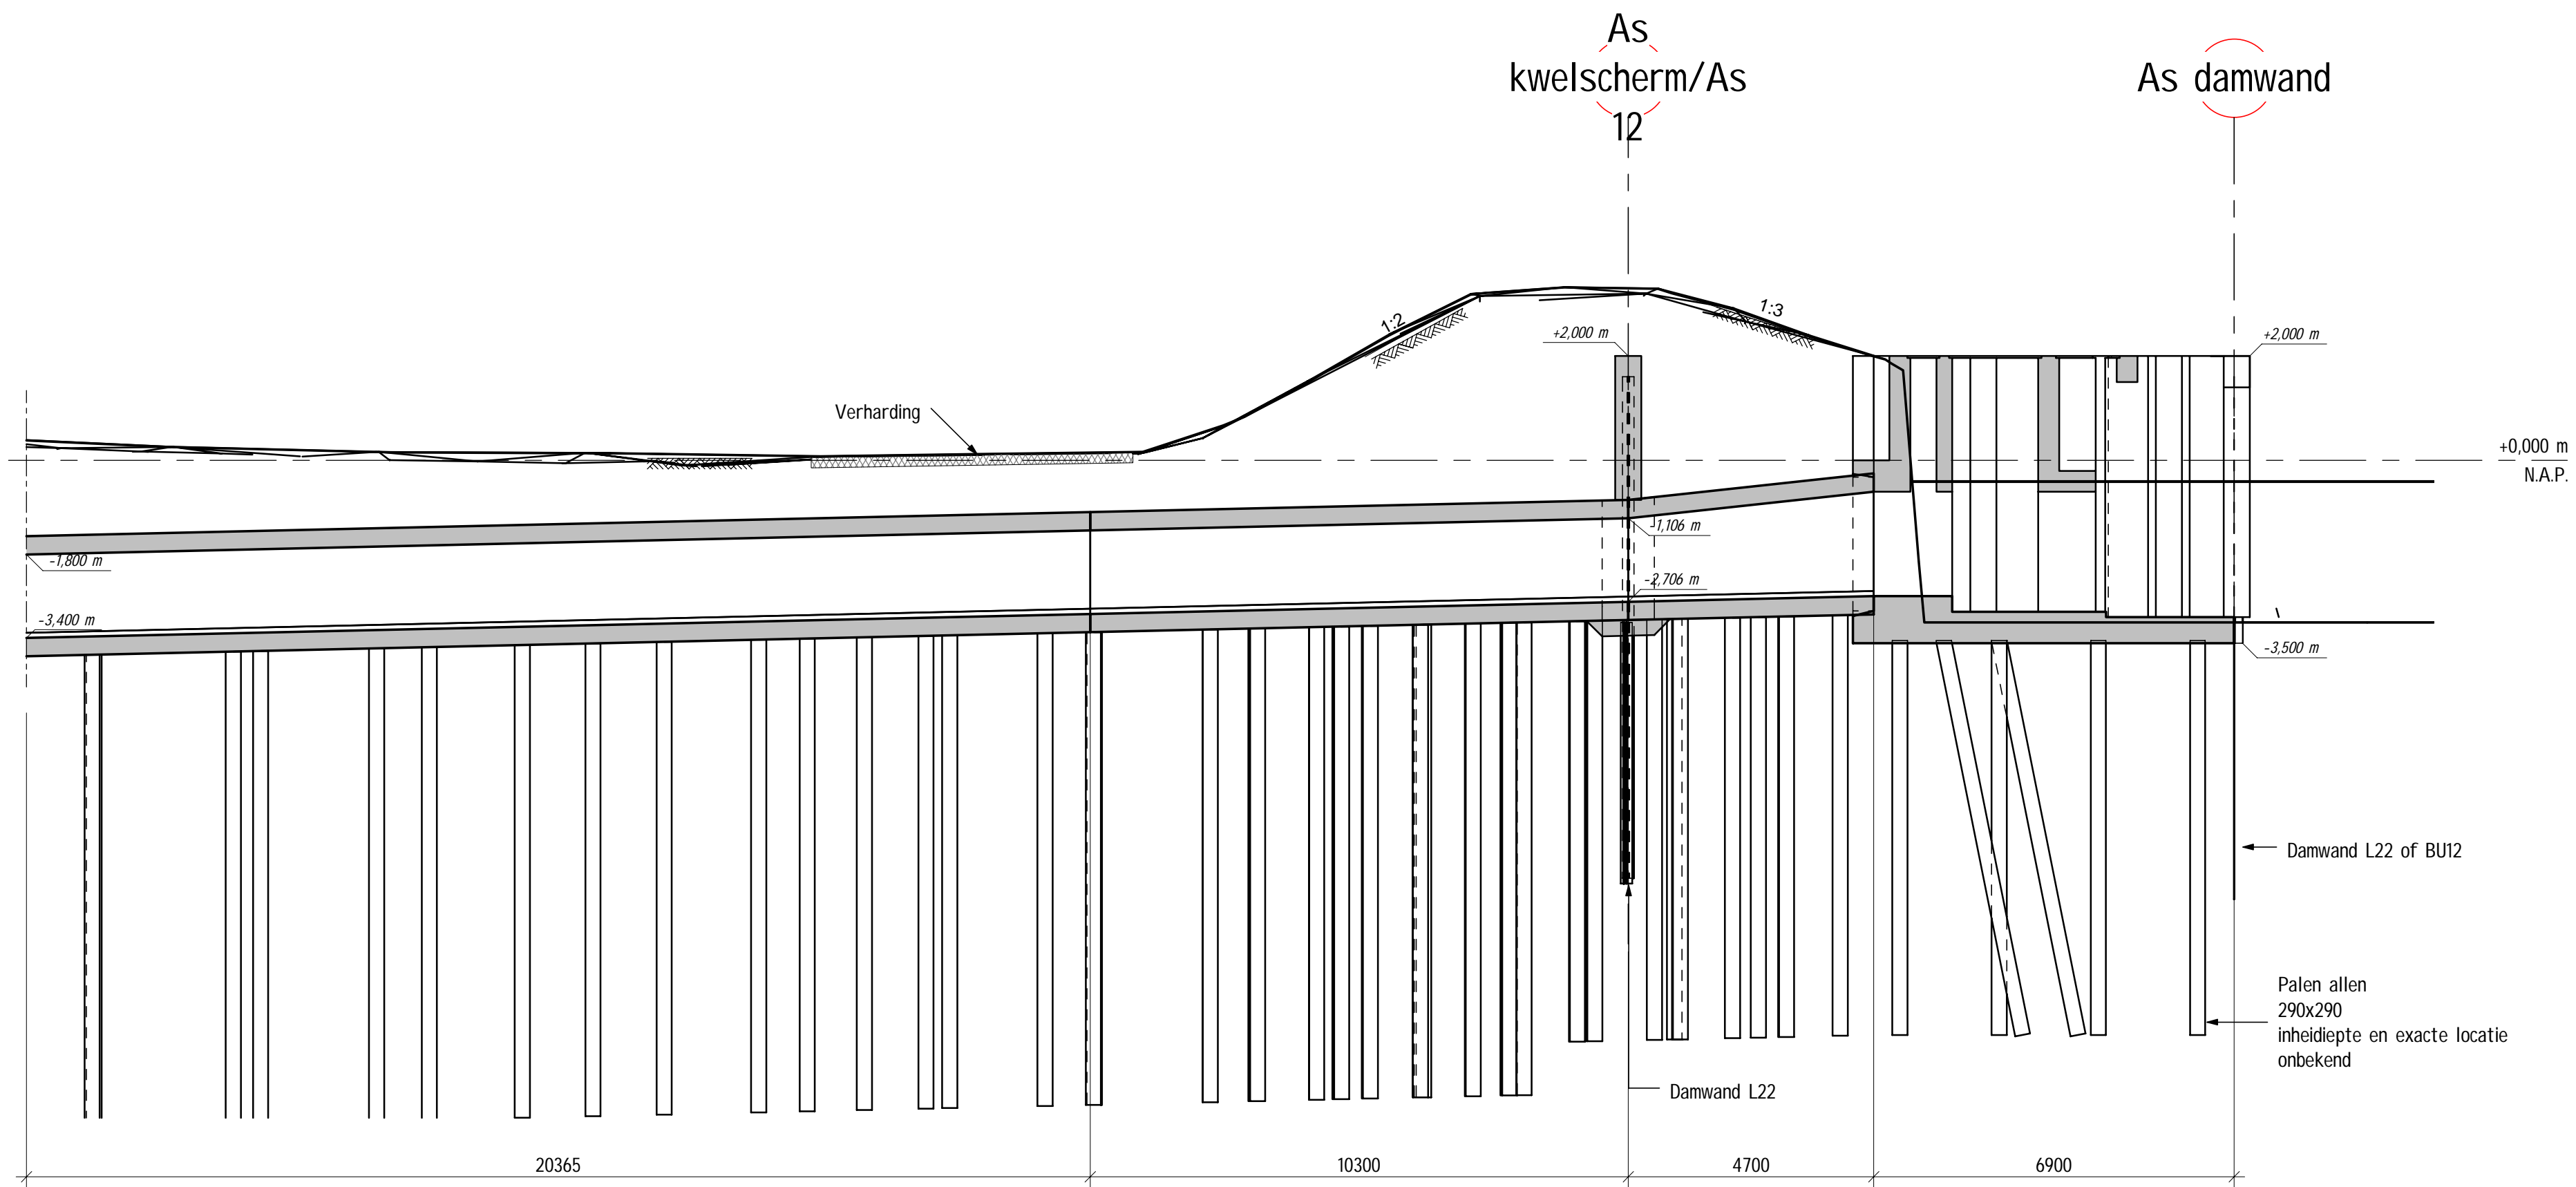 As
kwelscherm/As
12
As damwand
1:2
1:3
+2,000 m
+2,000 m
Verharding
+0,000 m
N.A.P.
-1,106 m
-1,800 m
-2,706 m
-3,400 m
-3,500 m
Damwand L22 of BU12
Palen allen
290x290
inheidiepte en exacte locatie
onbekend
Damwand L22
20365
10300
4700
6900